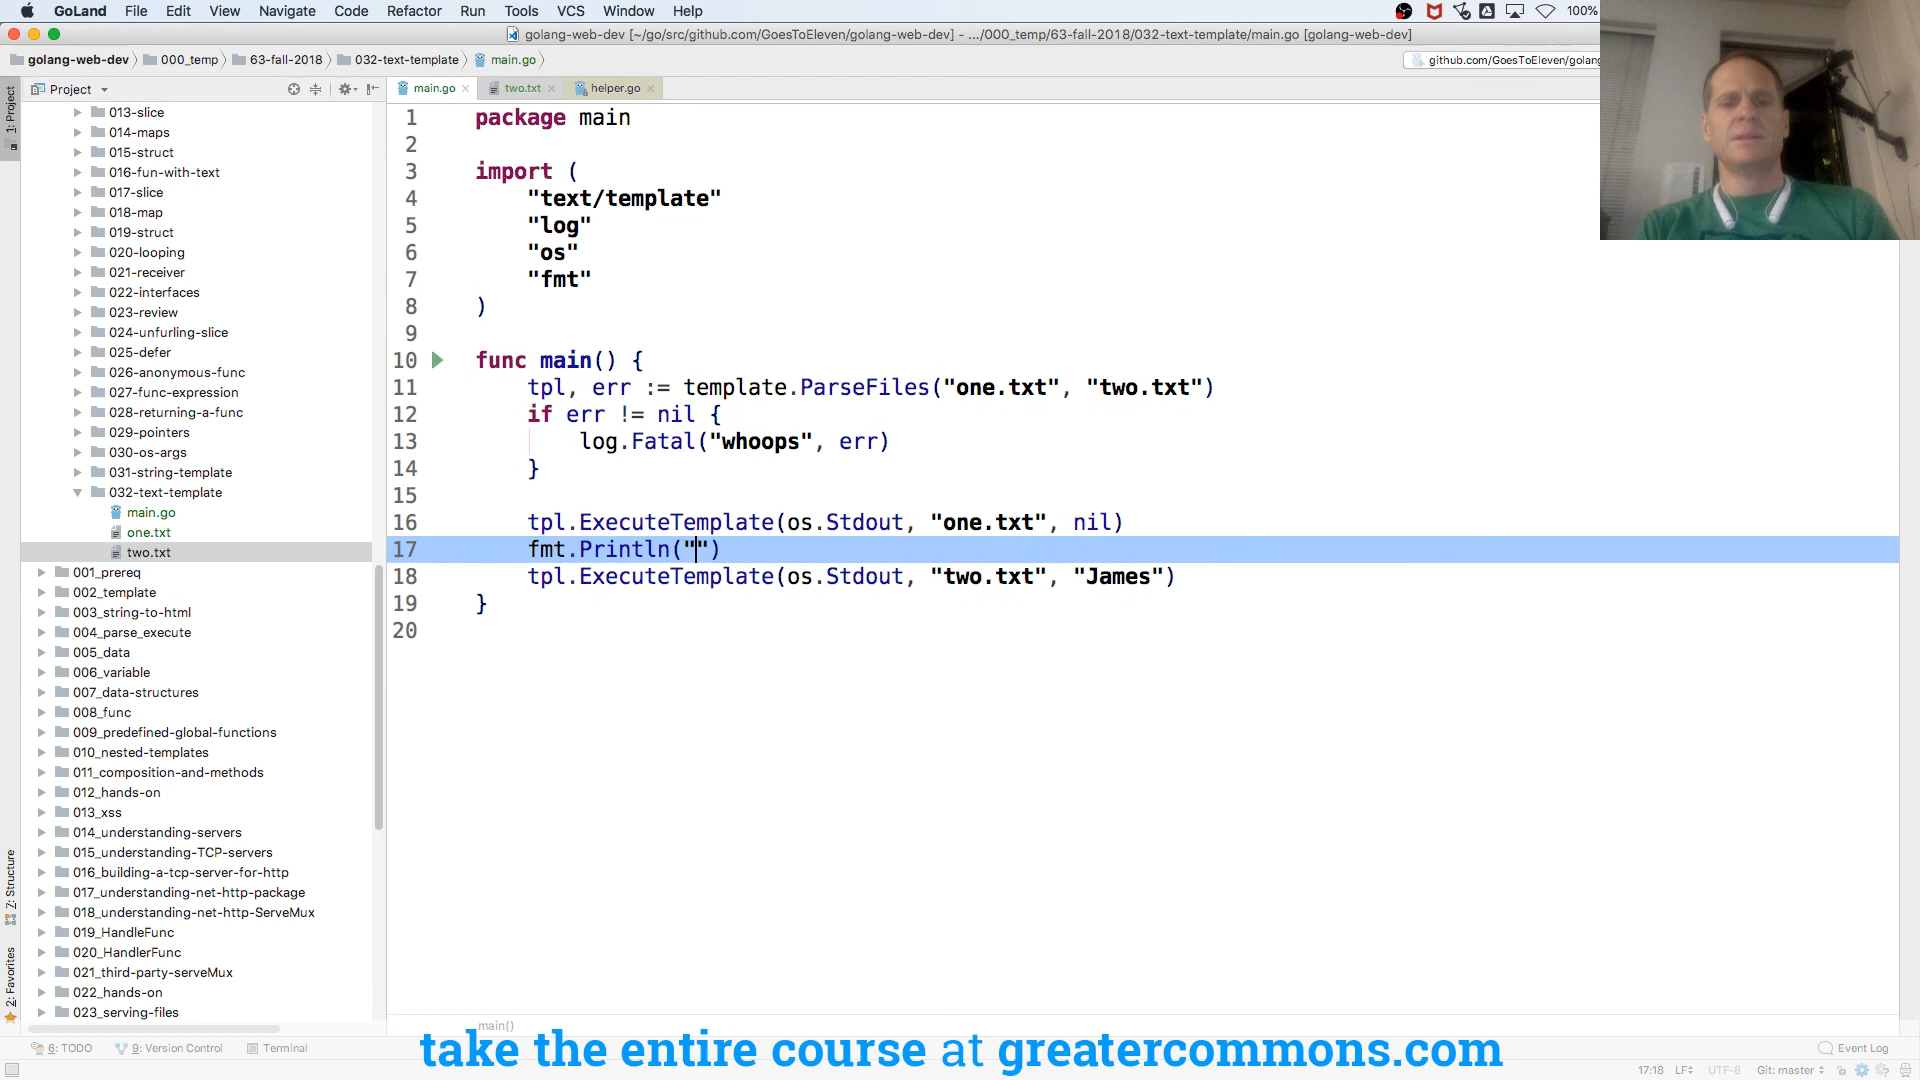 GoLand File Edit View Navigate Code Refactor Run Tools VCS Window Help 100%
golang-web-dev [~/go/src/github.com/GoesToEleven/golang-web-dev] - .../000_temp/63-fall-2018/032-text-template/main.go [golang-web-dev]
golang-web-dev 000_temp 63-fall-2018 032-text-template main.go github.com/GoesToEleven/golang
1: Project
Project
main.go two.txt helper.go
013-slice
014-maps
015-struct
016-fun-with-text
017-slice
018-map
019-struct
020-looping
021-receiver
022-interfaces
023-review
024-unfurling-slice
025-defer
026-anonymous-func
027-func-expression
028-returning-a-func
029-pointers
030-os-args
031-string-template
032-text-template
main.go
one.txt
two.txt
001_prereq
002_template
003_string-to-html
004_parse_execute
005_data
006_variable
007_data-structures
008_func
009_predefined-global-functions
010_nested-templates
011_composition-and-methods
012_hands-on
013_xss
014_understanding-servers
015_understanding-TCP-servers
016_building-a-tcp-server-for-http
017_understanding-net-http-package
018_understanding-net-http-ServeMux
019_HandleFunc
020_HandlerFunc
021_third-party-serveMux
022_hands-on
023_serving-files
7: Structure
2: Favorites
1 package main
2
3 import (
4 "text/template"
5 "log"
6 "os"
7 "fmt"
8 )
9
10 func main() {
11 tpl, err := template.ParseFiles("one.txt", "two.txt")
12 if err != nil {
13 log.Fatal("whoops", err)
14 }
15
16 tpl.ExecuteTemplate(os.Stdout, "one.txt", nil)
17 fmt.Println("")
18 tpl.ExecuteTemplate(os.Stdout, "two.txt", "James")
19 }
20
main()
take the entire course at greatercommons.com
6: TODO 9: Version Control Terminal Event Log
17:18 LF UTF-8 Git: master